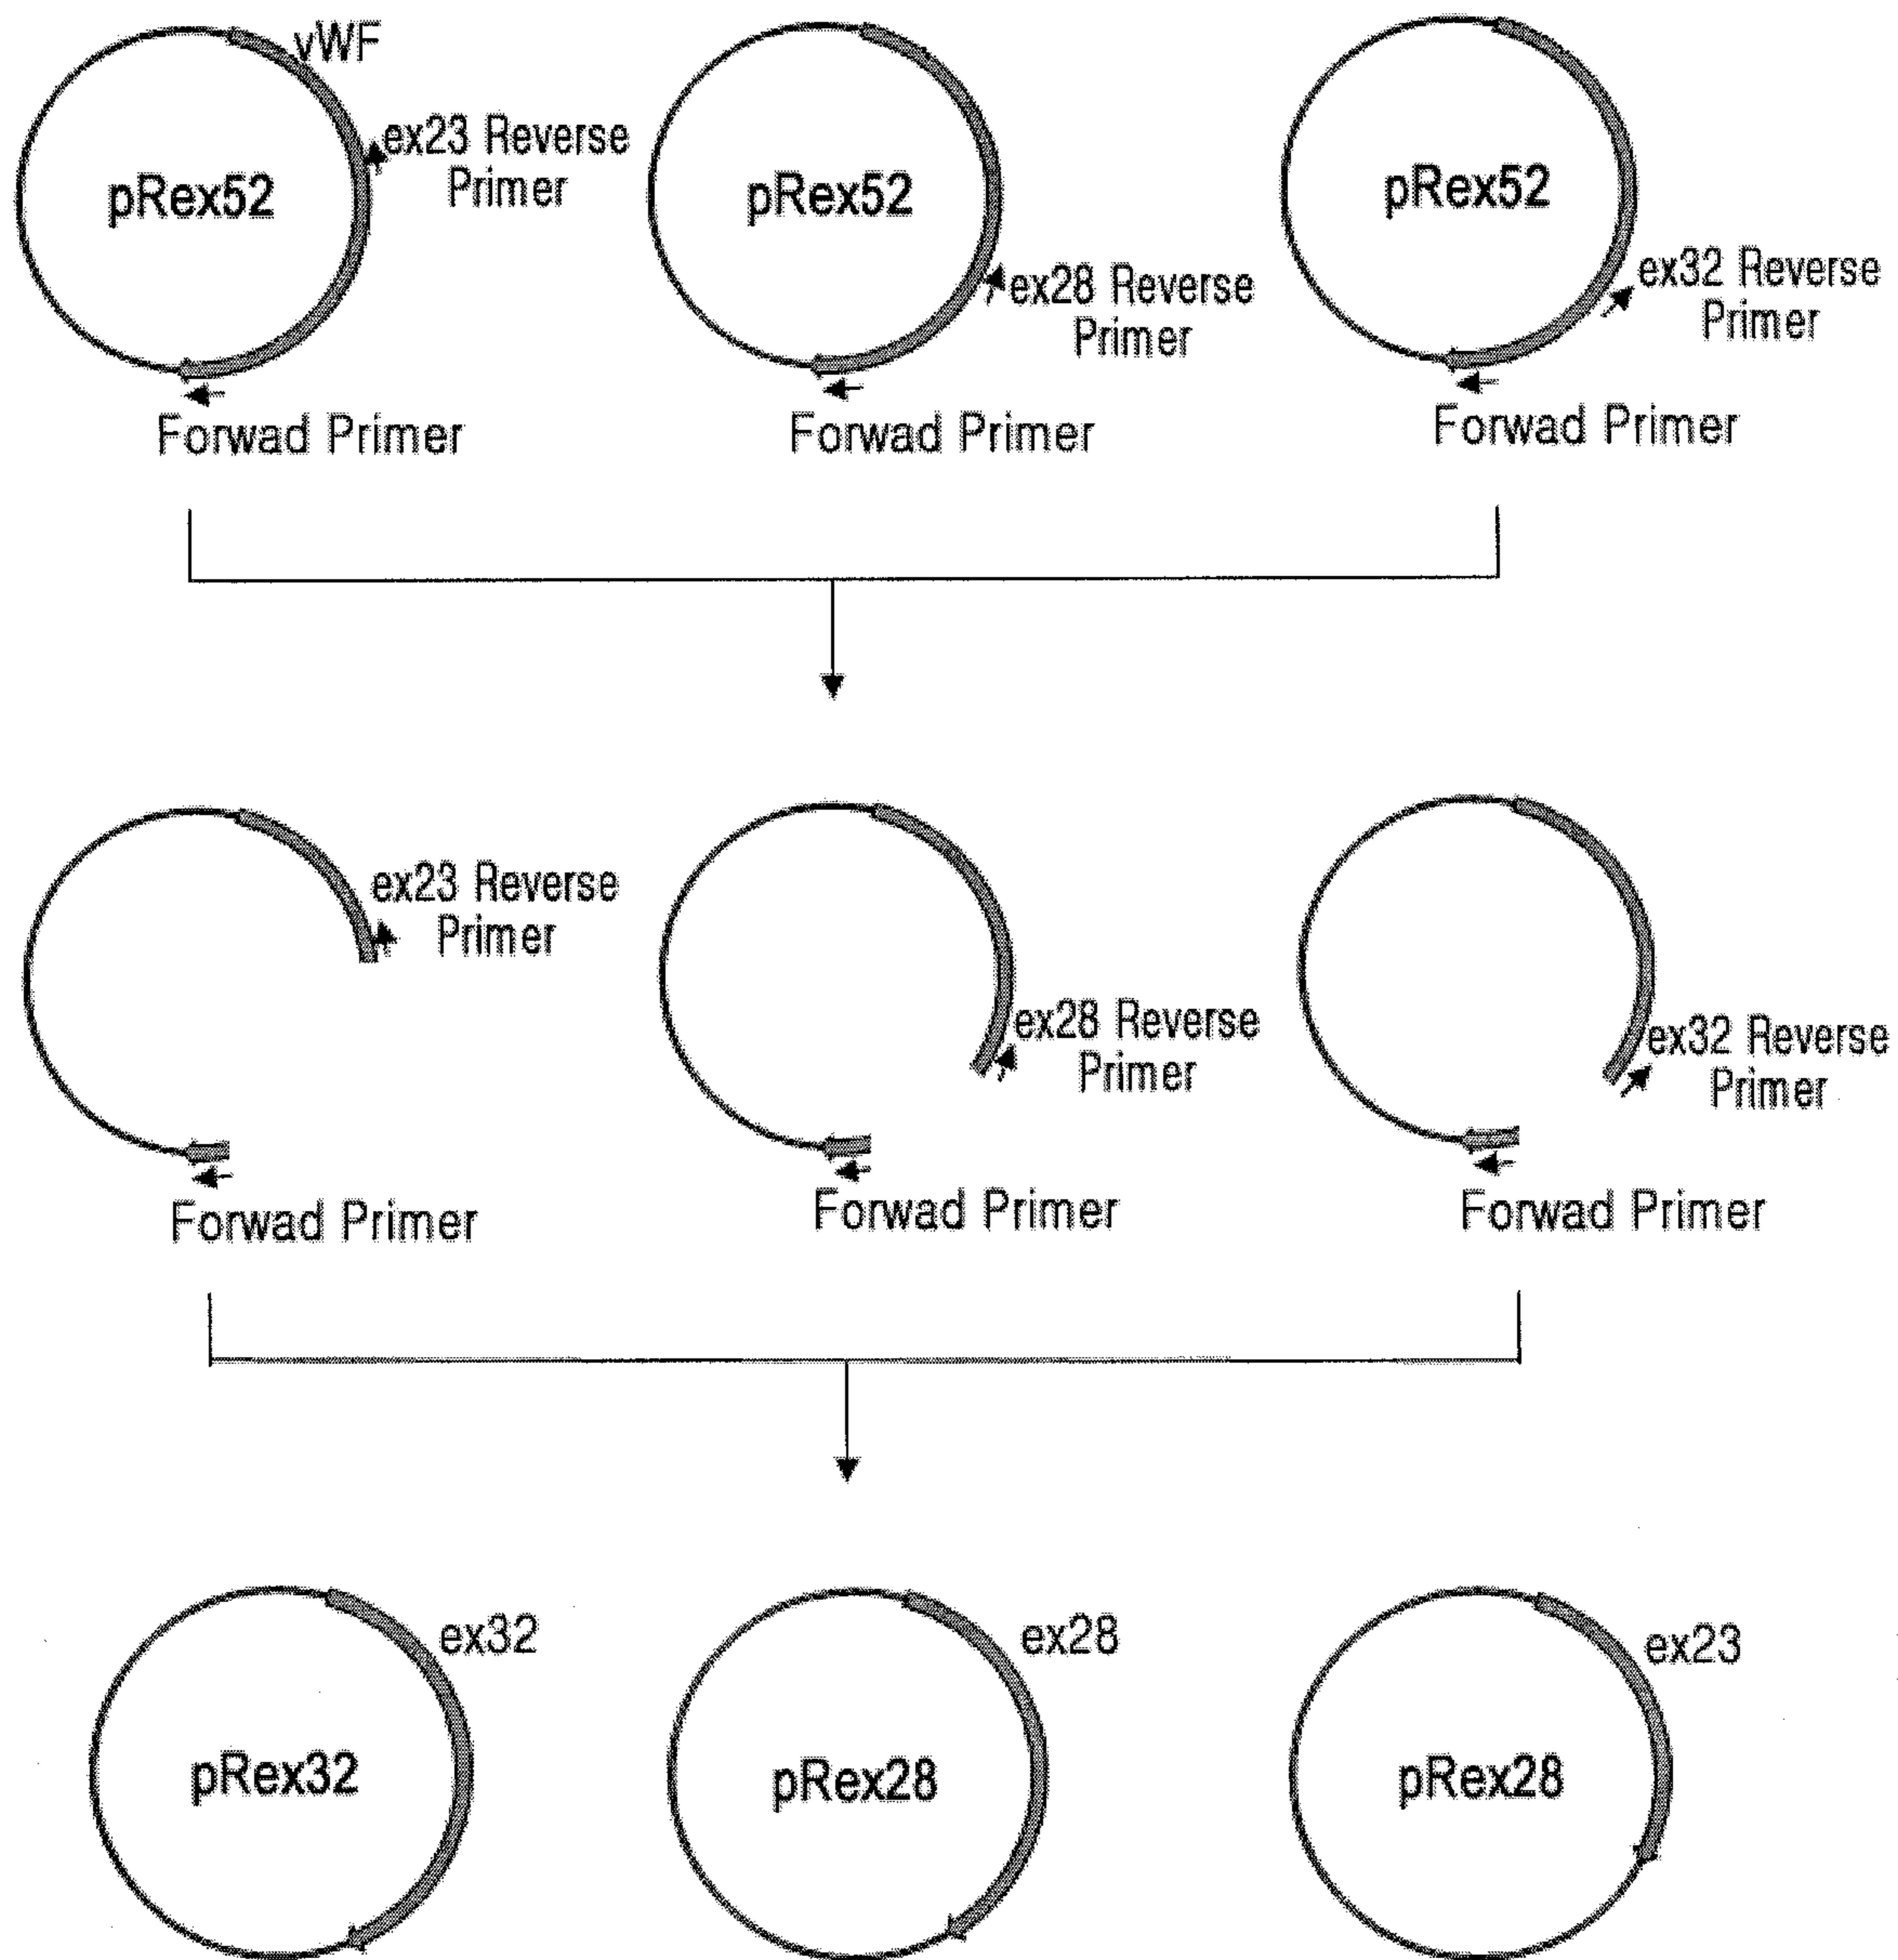 vWF
ex23 Reverse
Primer
pRex52
Forwad Primer
pRex52
ex28 Reverse
Primer
Forwad Primer
pRex52
ex32 Reverse
Primer
Forwad Primer
ex23 Reverse
Primer
Forwad Primer
ex28 Reverse
Primer
Forwad Primer
ex32 Reverse
Primer
Forwad Primer
ex32
pRex32
ex28
pRex28
ex23
pRex28